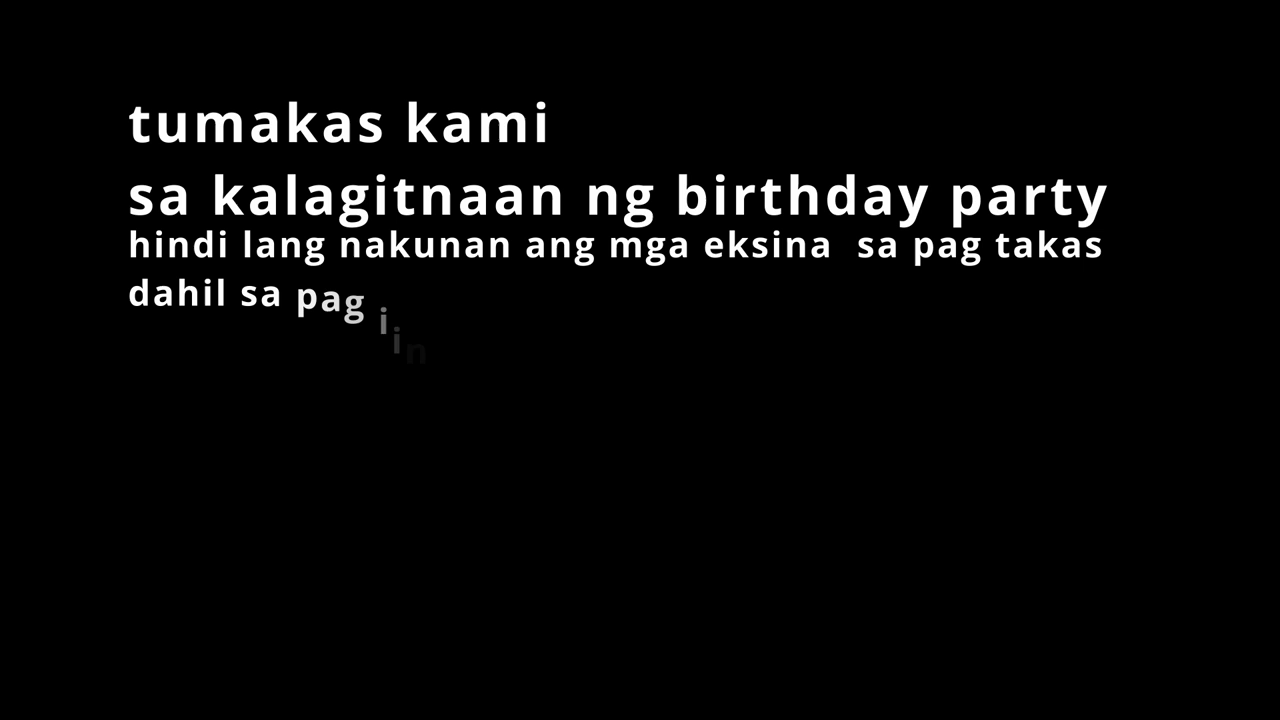 tumakas kami
sa kalagitnaan ng birthday party
hindi lang nakunan ang mga eksina  sa pag takas
dahil sa pag iin